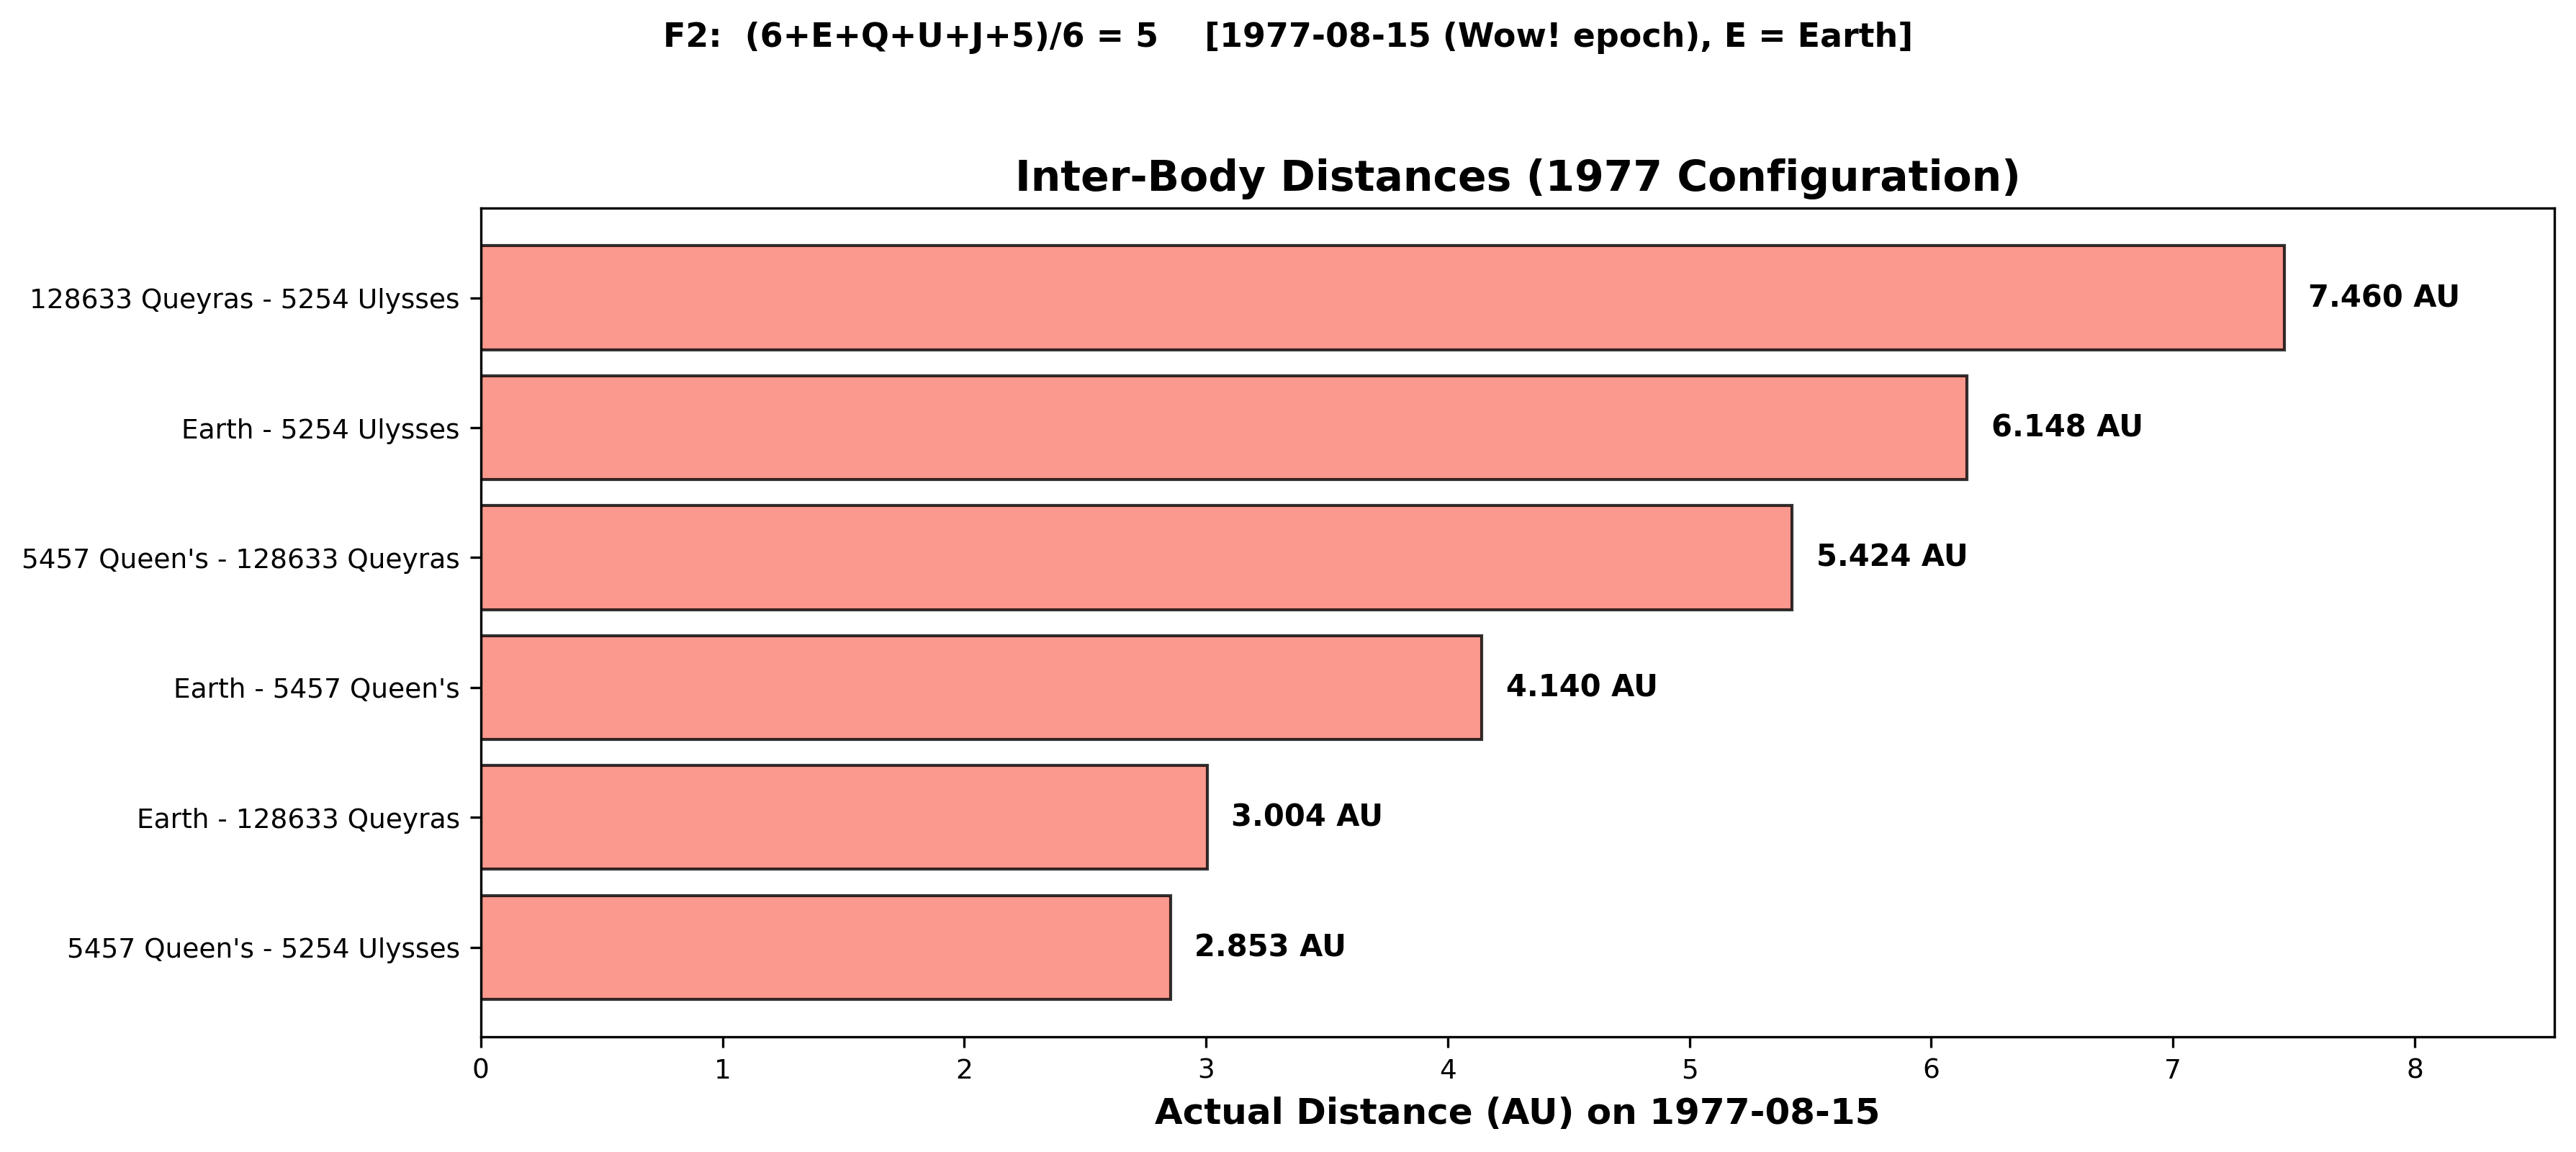 F2:  (6+E+Q+U+J+5)/6 = 5    [1977-08-15 (Wow! epoch), E = Earth]
Inter-Body Distances (1977 Configuration)
128633 Queyras - 5254 Ulysses
7.460 AU
Earth - 5254 Ulysses
6.148 AU
5457 Queen's - 128633 Queyras
5.424 AU
Earth - 5457 Queen's
4.140 AU
Earth - 128633 Queyras
3.004 AU
5457 Queen's - 5254 Ulysses
2.853 AU
0 1 2 3 4 5 6 7 8
Actual Distance (AU) on 1977-08-15